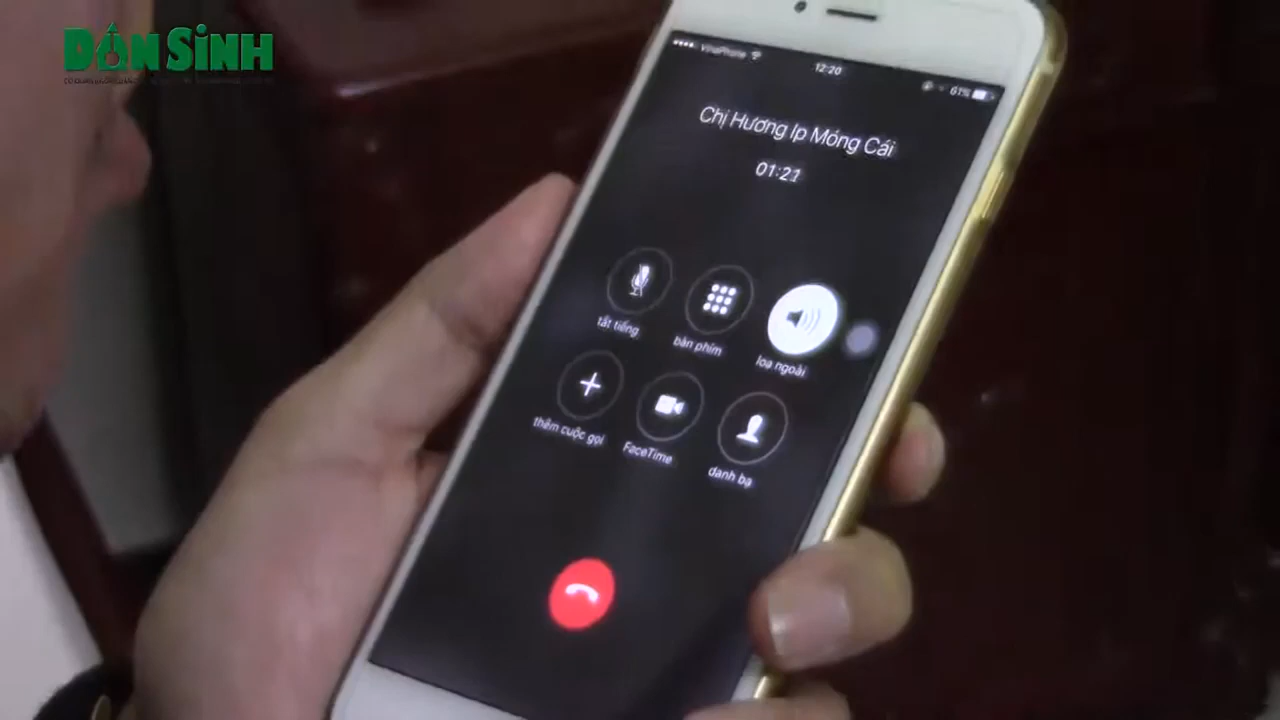 DÂN SINH
VinaPhone
12:20
61%
Chị Hương Ip Móng Cái
01:21
tắt tiếng
bàn phím
loa ngoài
thêm cuộc gọi
FaceTime
danh bạ